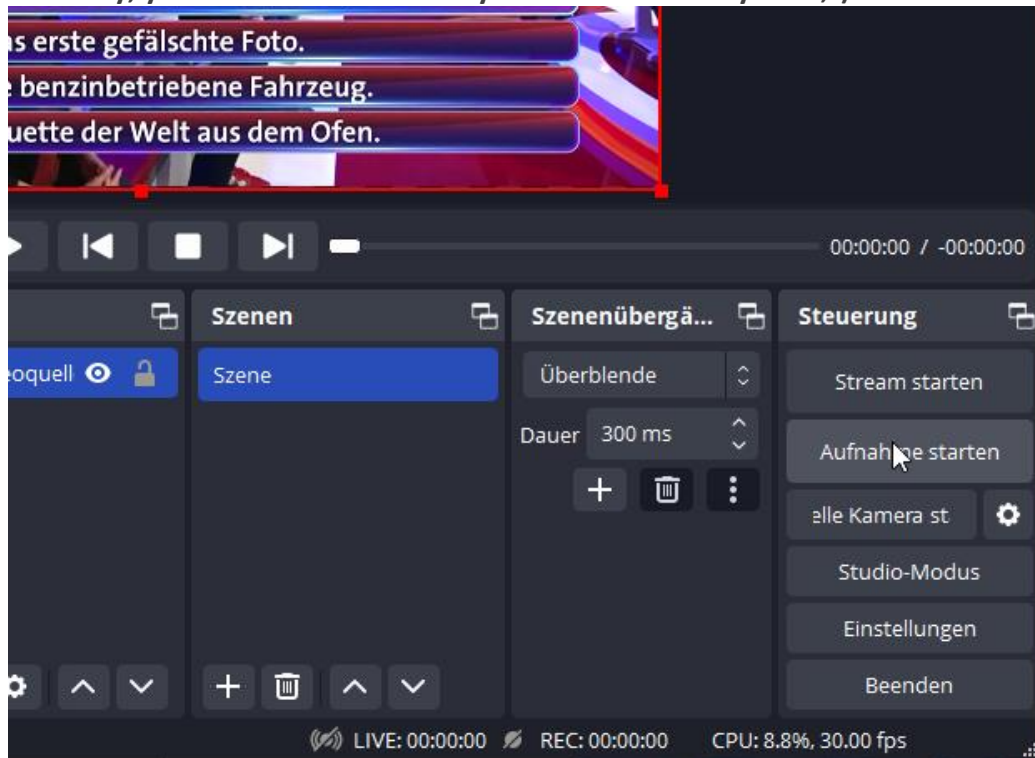 s erste gefälschte Foto.
benzinbetriebene Fahrzeug.
uette der Welt aus dem Ofen.
00:00:00 / -00:00:00
Szenen
Szenenübergä...
Steuerung
eoquell
Szene
Überblende
Stream starten
Dauer 300 ms
Aufnahme starten
elle Kamera st
Studio-Modus
Einstellungen
Beenden
LIVE: 00:00:00 REC: 00:00:00 CPU: 8.8%, 30.00 fps